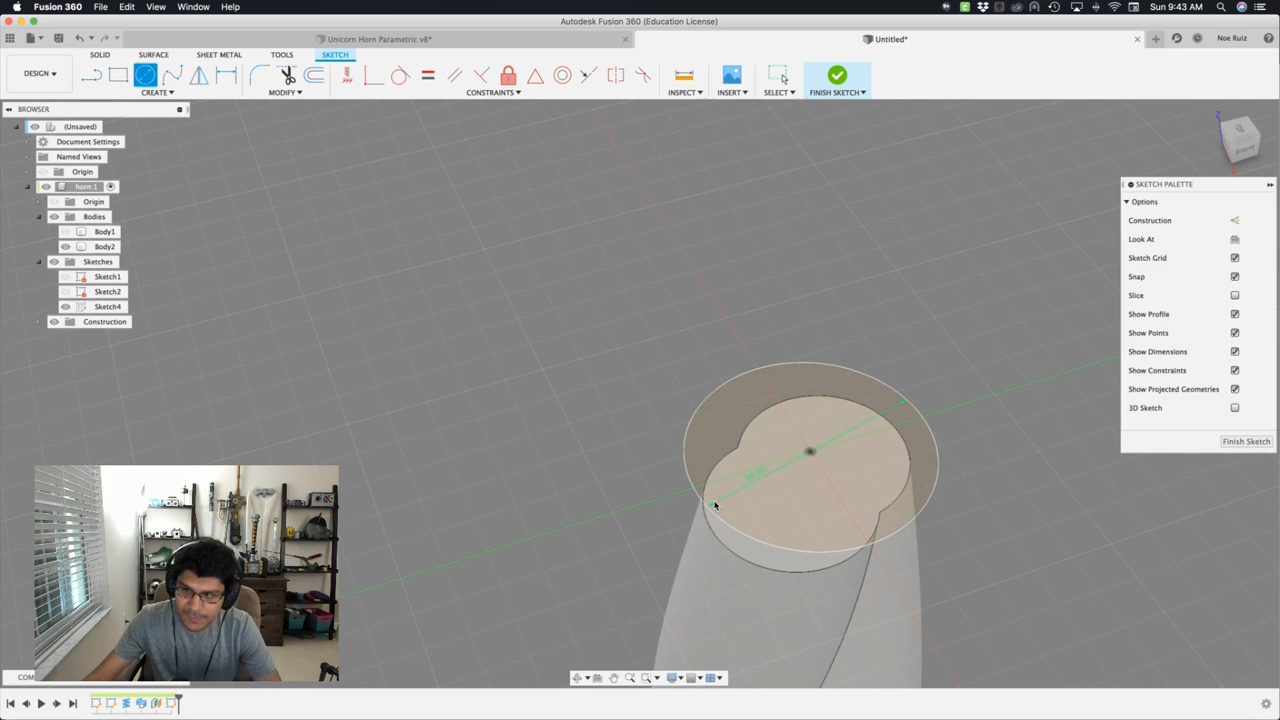 Fusion 360 File Edit View Window Help
Sun 9:43 AM
Autodesk Fusion 360 (Education License)
Unicorn Horn Parametric v8*
Untitled*
Noe Ruiz
SOLID SURFACE SHEET METAL TOOLS SKETCH
DESIGN
CREATE MODIFY CONSTRAINTS INSPECT INSERT SELECT FINISH SKETCH
BROWSER
(Unsaved)
Document Settings
Named Views
Origin
horn:1
Origin
Bodies
Body1
Body2
Sketches
Sketch1
Sketch2
Sketch4
Construction
Z
RIGHT
X
SKETCH PALETTE
Options
Construction
Look At
Sketch Grid
Snap
Slice
Show Profile
Show Points
Show Dimensions
Show Constraints
Show Projected Geometries
3D Sketch
Finish Sketch
COM